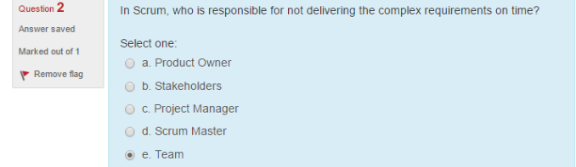 Question 2
Answer saved
Marked out of 1
Remove flag
In Scrum, who is responsible for not delivering the complex requirements on time?
Select one:
a. Product Owner
b. Stakeholders
c. Project Manager
d. Scrum Master
e. Team